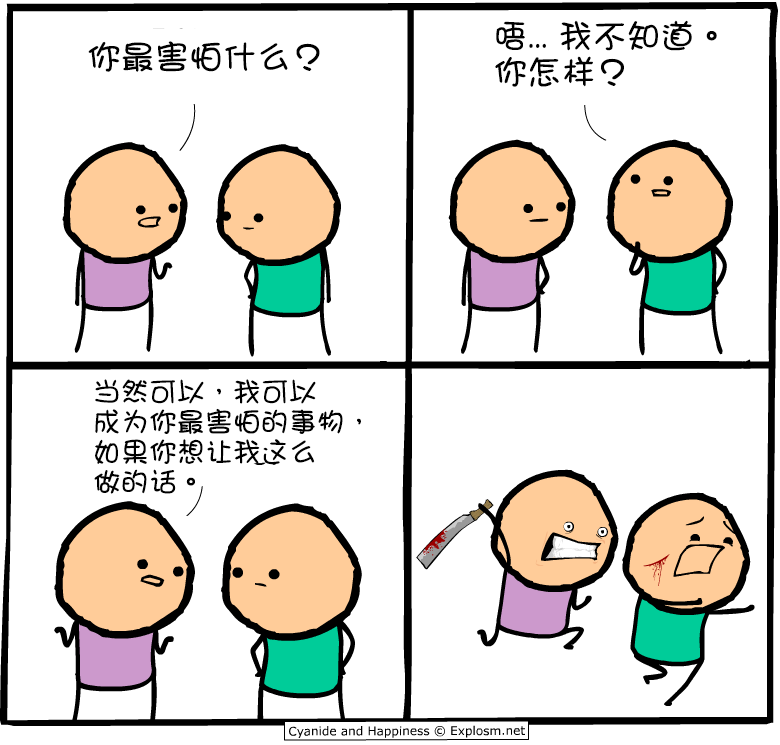 你最害怕什么？
唔... 我不知道。
你怎样？
当然可以，我可以
成为你最害怕的事物，
如果你想让我这么
做的话。
Cyanide and Happiness © Explosm.net